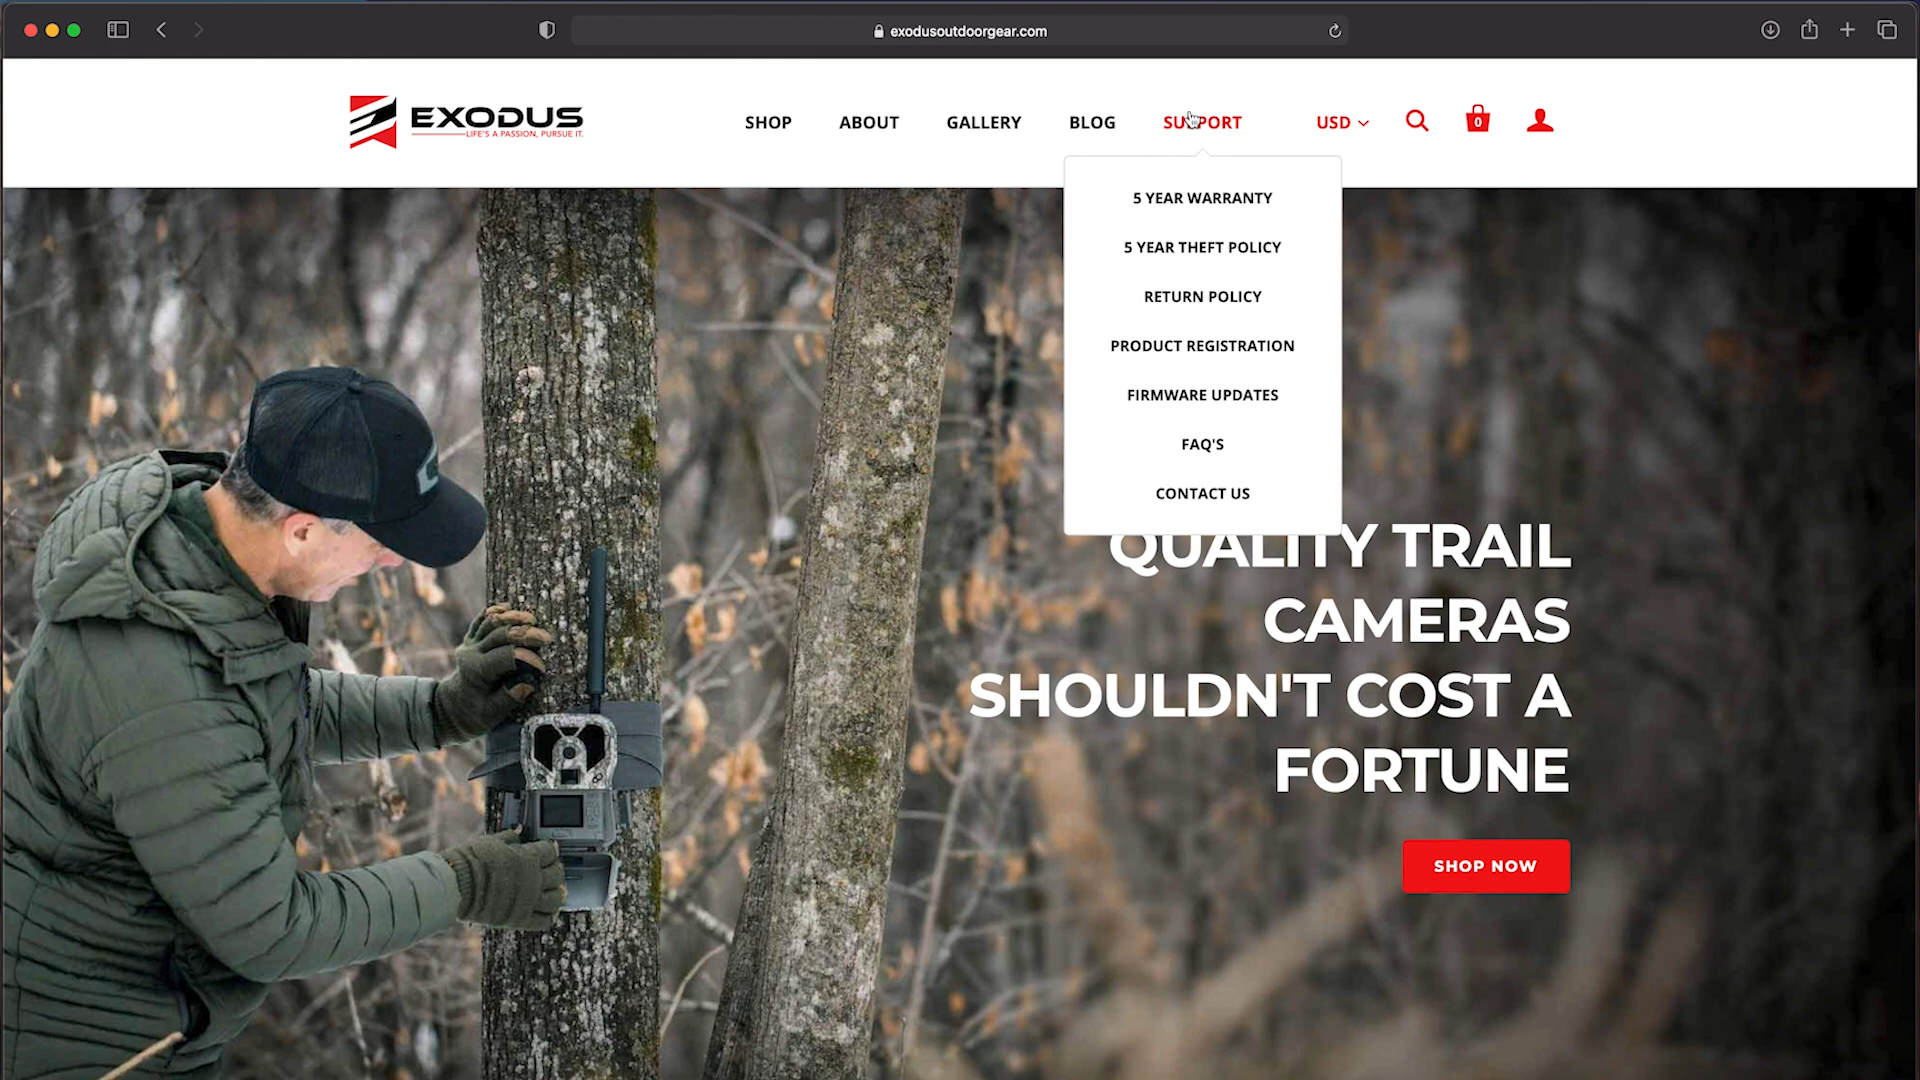 exodusoutdoorgear.com
EXODUS
LIFE'S A PASSION, PURSUE IT.
SHOP
ABOUT
GALLERY
BLOG
SUPPORT
USD
0
5 YEAR WARRANTY
5 YEAR THEFT POLICY
RETURN POLICY
PRODUCT REGISTRATION
FIRMWARE UPDATES
FAQ'S
CONTACT US
QUALITY TRAIL
CAMERAS
SHOULDN'T COST A
FORTUNE
SHOP NOW